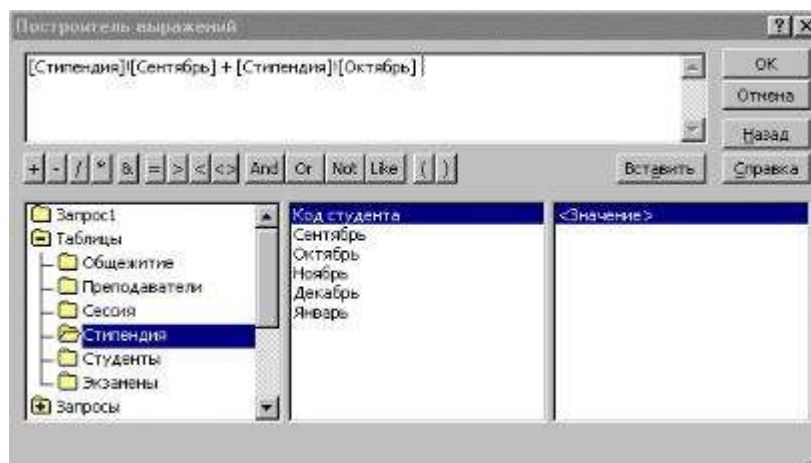 Построитель выражений
[Стипендия]![Сентябрь] + [Стипендия]![Октябрь]
OK
Отмена
Назад
+ - / * & = > < <> And Or Not Like ( )
Вставить
Справка
Запрос1
Таблицы
Общежитие
Преподаватели
Сессия
Стипендия
Студенты
Экзамены
Запросы
Код студента
Сентябрь
Октябрь
Ноябрь
Декабрь
Январь
<Значение>